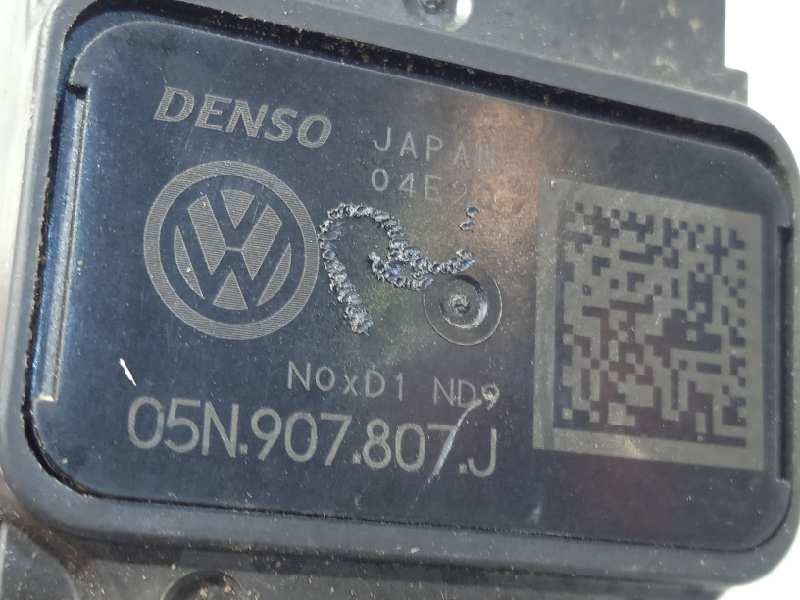 DENSO
JAPAN
NOxD1 ND9
05N.907.807.J